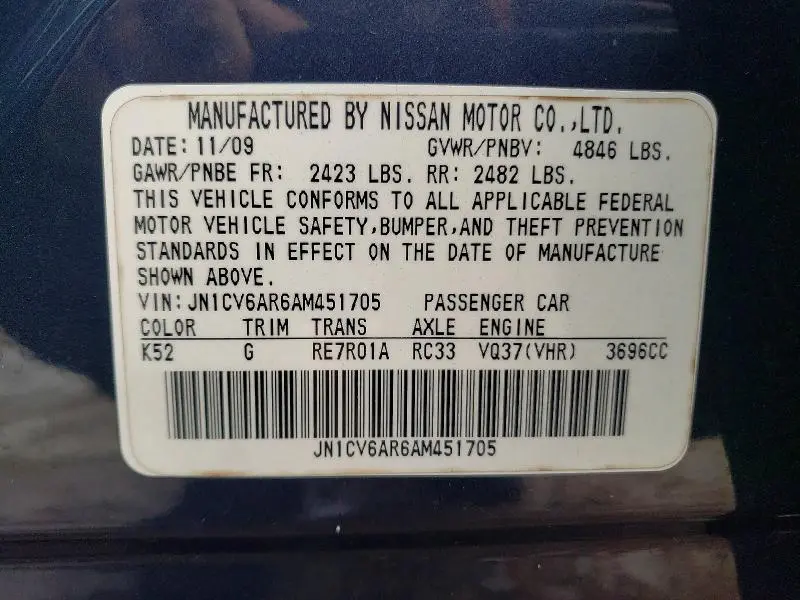 MANUFACTURED BY NISSAN MOTOR CO.,LTD.
DATE: 11/09 GVWR/PNBV: 4846 LBS.
GAWR/PNBE FR: 2423 LBS. RR: 2482 LBS.
THIS VEHICLE CONFORMS TO ALL APPLICABLE FEDERAL
MOTOR VEHICLE SAFETY,BUMPER,AND THEFT PREVENTION
STANDARDS IN EFFECT ON THE DATE OF MANUFACTURE
SHOWN ABOVE.
VIN:JN1CV6AR6AM451705 PASSENGER CAR
COLOR TRIM TRANS AXLE ENGINE
K52 G RE7R01A RC33 VQ37(VHR) 3696CC
JN1CV6AR6AM451705